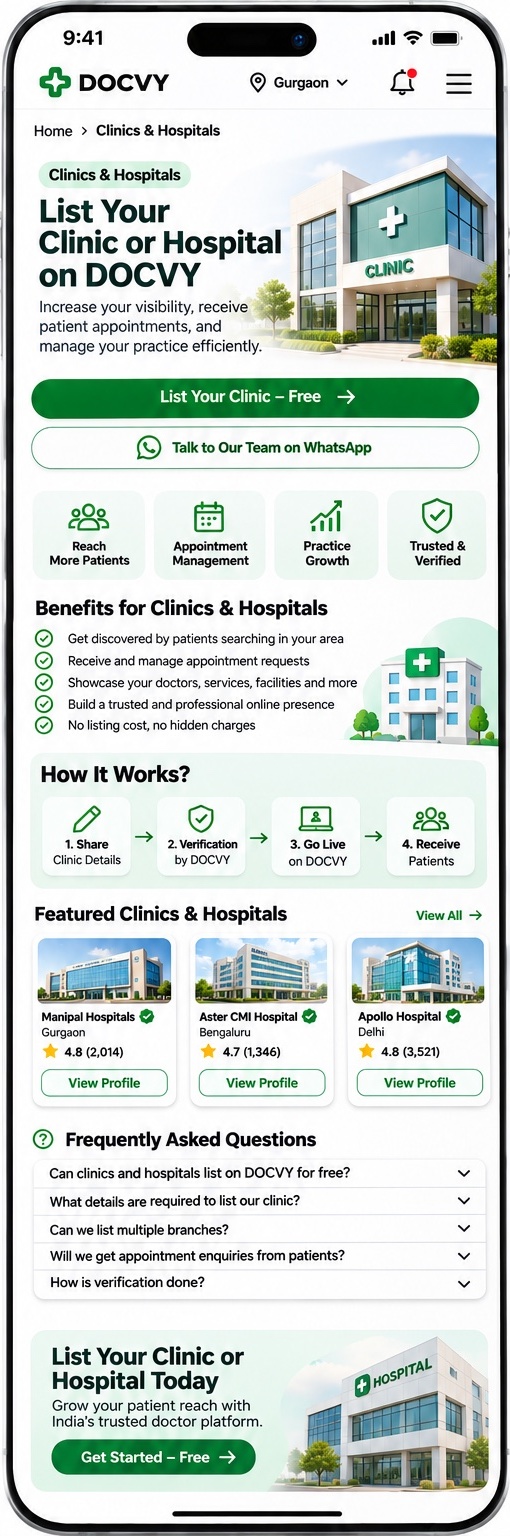 9:41
DOCVY
Gurgaon
Home > Clinics & Hospitals
Clinics & Hospitals
List Your
Clinic or Hospital
on DOCVY
Increase your visibility, receive
patient appointments, and
manage your practice efficiently.
CLINIC
List Your Clinic – Free →
Talk to Our Team on WhatsApp
Reach
More Patients
Appointment
Management
Practice
Growth
Trusted &
Verified
Benefits for Clinics & Hospitals
Get discovered by patients searching in your area
Receive and manage appointment requests
Showcase your doctors, services, facilities and more
Build a trusted and professional online presence
No listing cost, no hidden charges
How It Works?
1. Share
Clinic Details
2. Verification
by DOCVY
3. Go Live
on DOCVY
4. Receive
Patients
Featured Clinics & Hospitals
View All →
Manipal Hospitals
Gurgaon
4.8 (2,014)
View Profile
Aster CMI Hospital
Bengaluru
4.7 (1,346)
View Profile
Apollo Hospital
Delhi
4.8 (3,521)
View Profile
Frequently Asked Questions
Can clinics and hospitals list on DOCVY for free?
What details are required to list our clinic?
Can we list multiple branches?
Will we get appointment enquiries from patients?
How is verification done?
List Your Clinic or
Hospital Today
Grow your patient reach with
India's trusted doctor platform.
Get Started – Free →
HOSPITAL